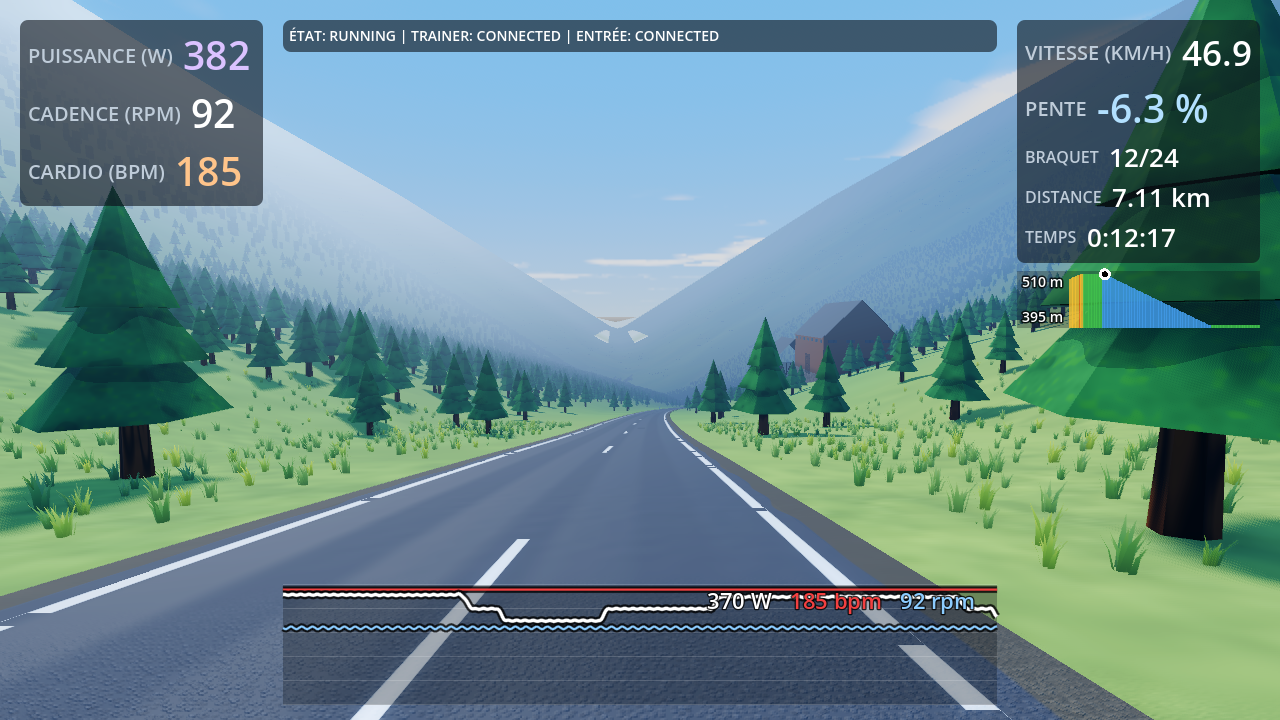 PUISSANCE (W) 382
CADENCE (RPM) 92
CARDIO (BPM) 185
ÉTAT: RUNNING | TRAINER: CONNECTED | ENTRÉE: CONNECTED
VITESSE (KM/H) 46.9
PENTE -6.3 %
BRAQUET 12/24
DISTANCE 7.11 km
TEMPS 0:12:17
510 m
395 m
370 W 185 bpm 92 rpm